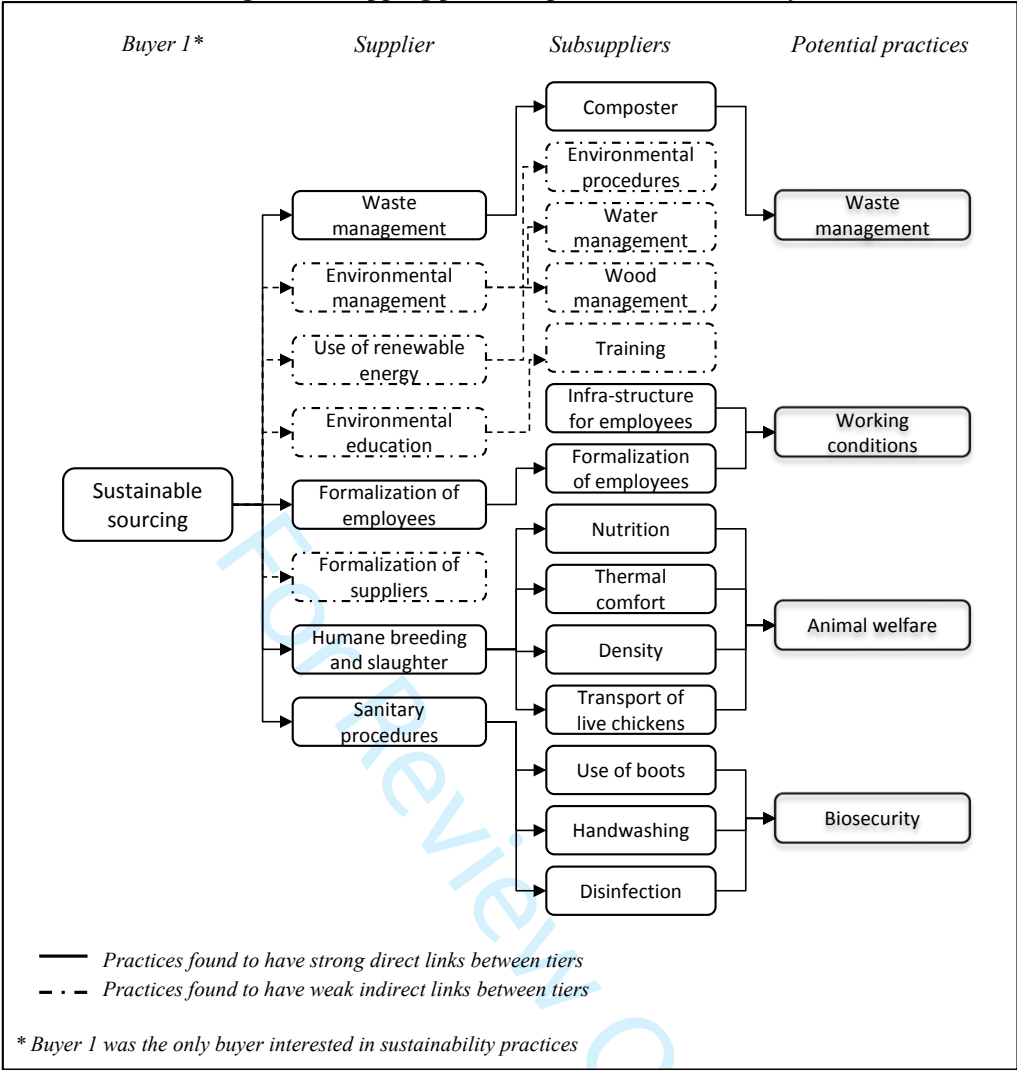 Buyer 1*
Supplier
Subsuppliers
Potential practices
Sustainable
sourcing
Waste
management
Environmental
management
Use of renewable
energy
Environmental
education
Formalization of
employees
Formalization of
suppliers
Humane breeding
and slaughter
Sanitary
procedures
Composter
Environmental
procedures
Water
management
Wood
management
Training
Infra-structure
for employees
Formalization
of employees
Nutrition
Thermal
comfort
Density
Transport of
live chickens
Use of boots
Handwashing
Disinfection
Waste
management
Working
conditions
Animal welfare
Biosecurity
Practices found to have strong direct links between tiers
Practices found to have weak indirect links between tiers
* Buyer 1 was the only buyer interested in sustainability practices
For Review O